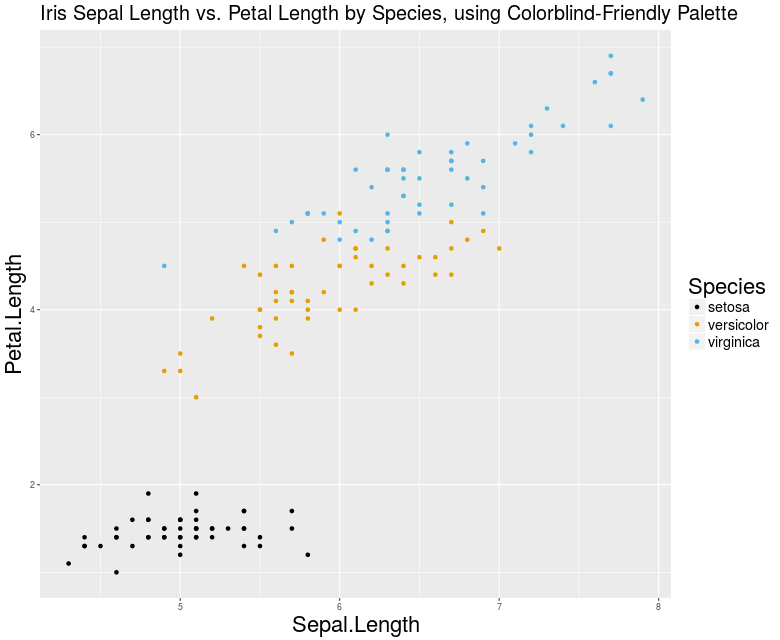 Iris Sepal Length vs. Petal Length by Species, using Colorblind-Friendly Palette
6
4
2
Petal.Length
5 6 7 8
Sepal.Length
Species
setosa
versicolor
virginica